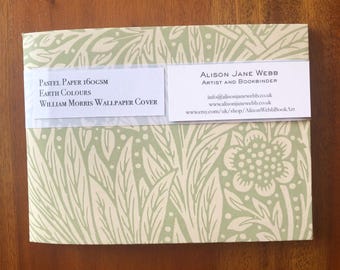 Pastel Paper 160gsm
Earth Colours
William Morris Wallpaper Cover
Alison Jane Webb
Artist and Bookbinder
info@alisonjanewebb.co.uk
www.alisonjanewebb.co.uk
www.etsy.com/uk/shop/AlisonWebbBookArt